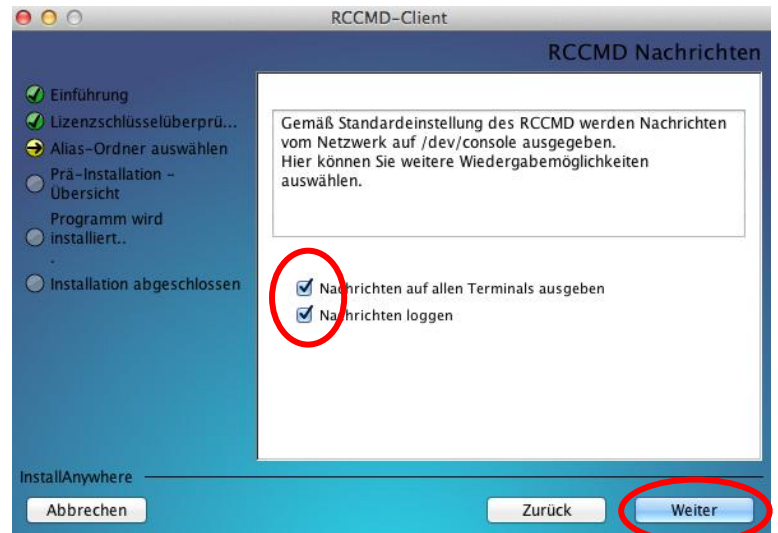 RCCMD-Client
RCCMD Nachrichten
Einführung
Lizenzschlüsselüberprü...
Alias-Ordner auswählen
Prä-Installation –
Übersicht
Programm wird
installiert..
.
Installation abgeschlossen
Gemäß Standardeinstellung des RCCMD werden Nachrichten
vom Netzwerk auf /dev/console ausgegeben.
Hier können Sie weitere Wiedergabemöglichkeiten
auswählen.
Nachrichten auf allen Terminals ausgeben
Nachrichten loggen
InstallAnywhere
Abbrechen
Zurück
Weiter